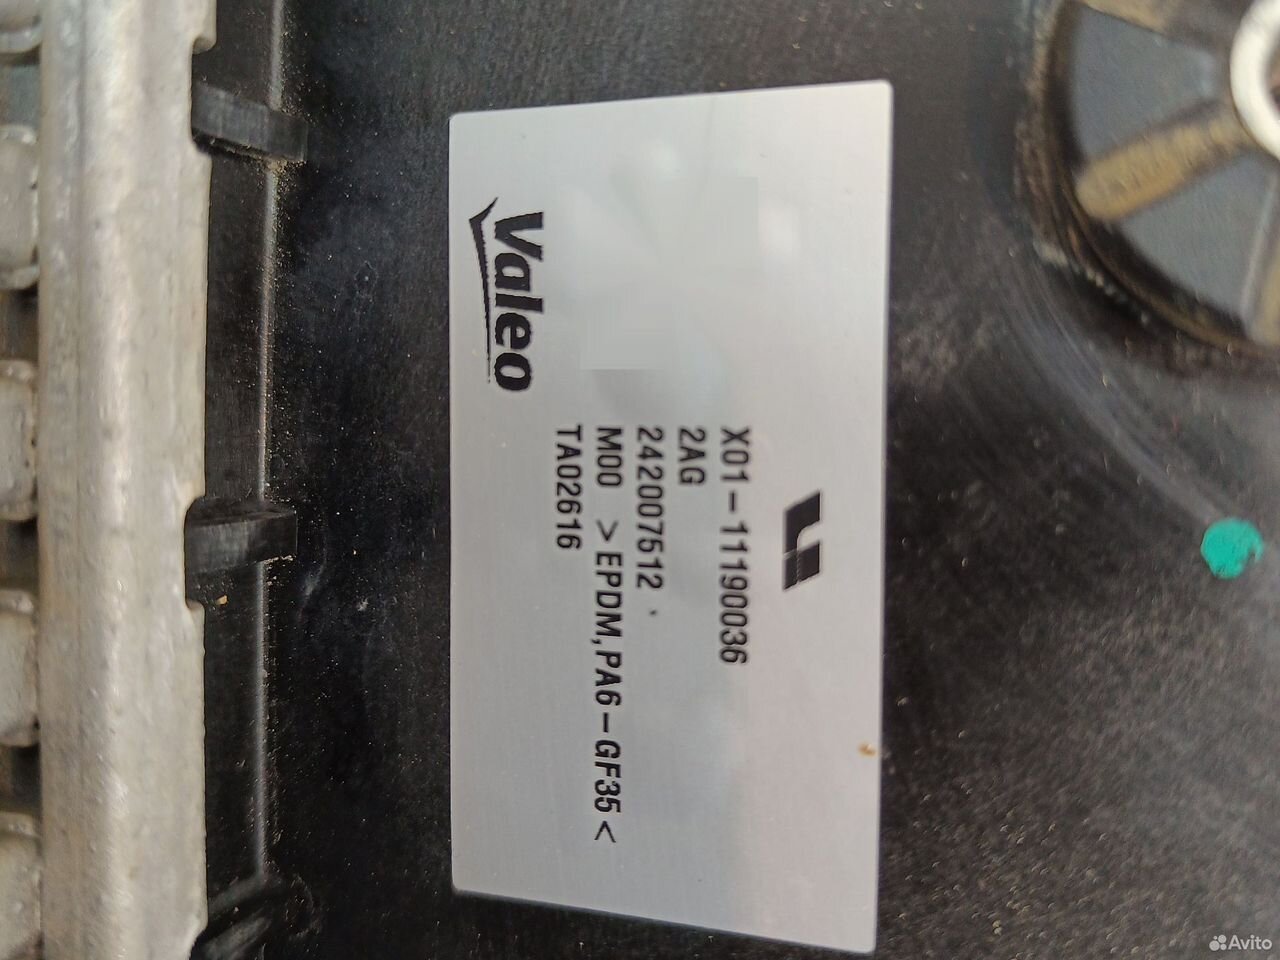 X01-11190036
2AG
242007512
M00 >EPDM,PA6-GF35<
TA02616
Valeo
Avito